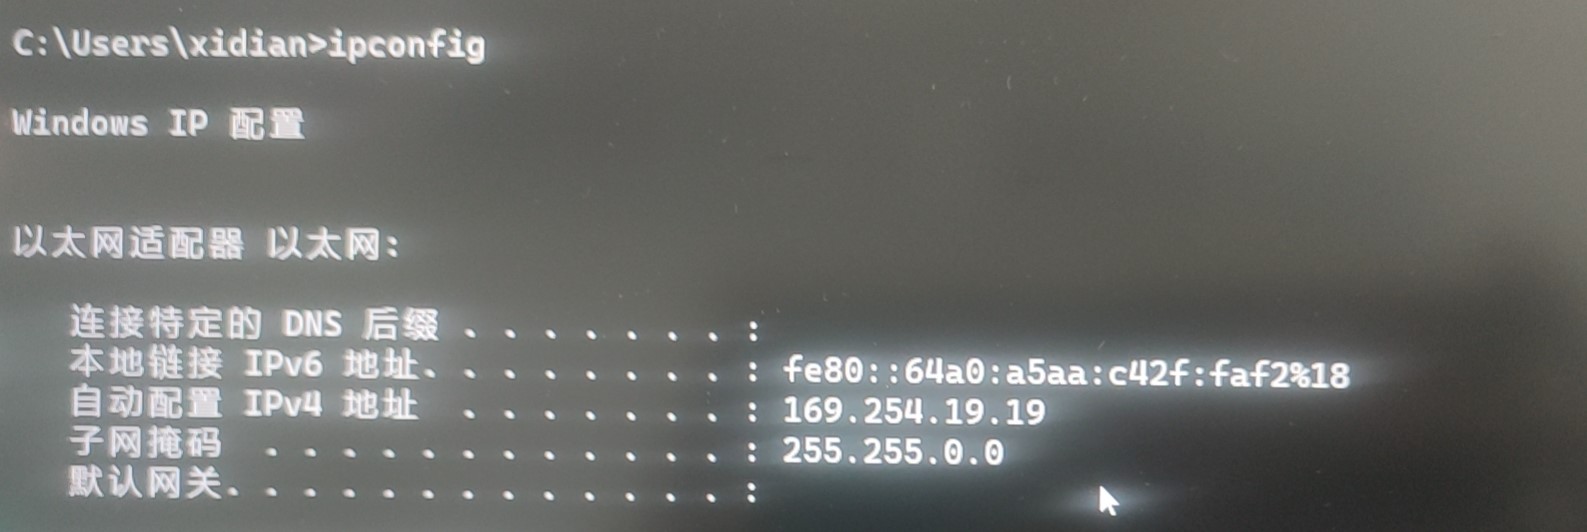 C:\Users\xidian>ipconfig
Windows IP 配置
以太网适配器 以太网:
连接特定的 DNS 后缀 . . . . . . . :
本地链接 IPv6 地址. . . . . . . . : fe80::64a0:a5aa:c42f:faf2%18
自动配置 IPv4 地址 . . . . . . . : 169.254.19.19
子网掩码 . . . . . . . . . . . . : 255.255.0.0
默认网关. . . . . . . . . . . . . :